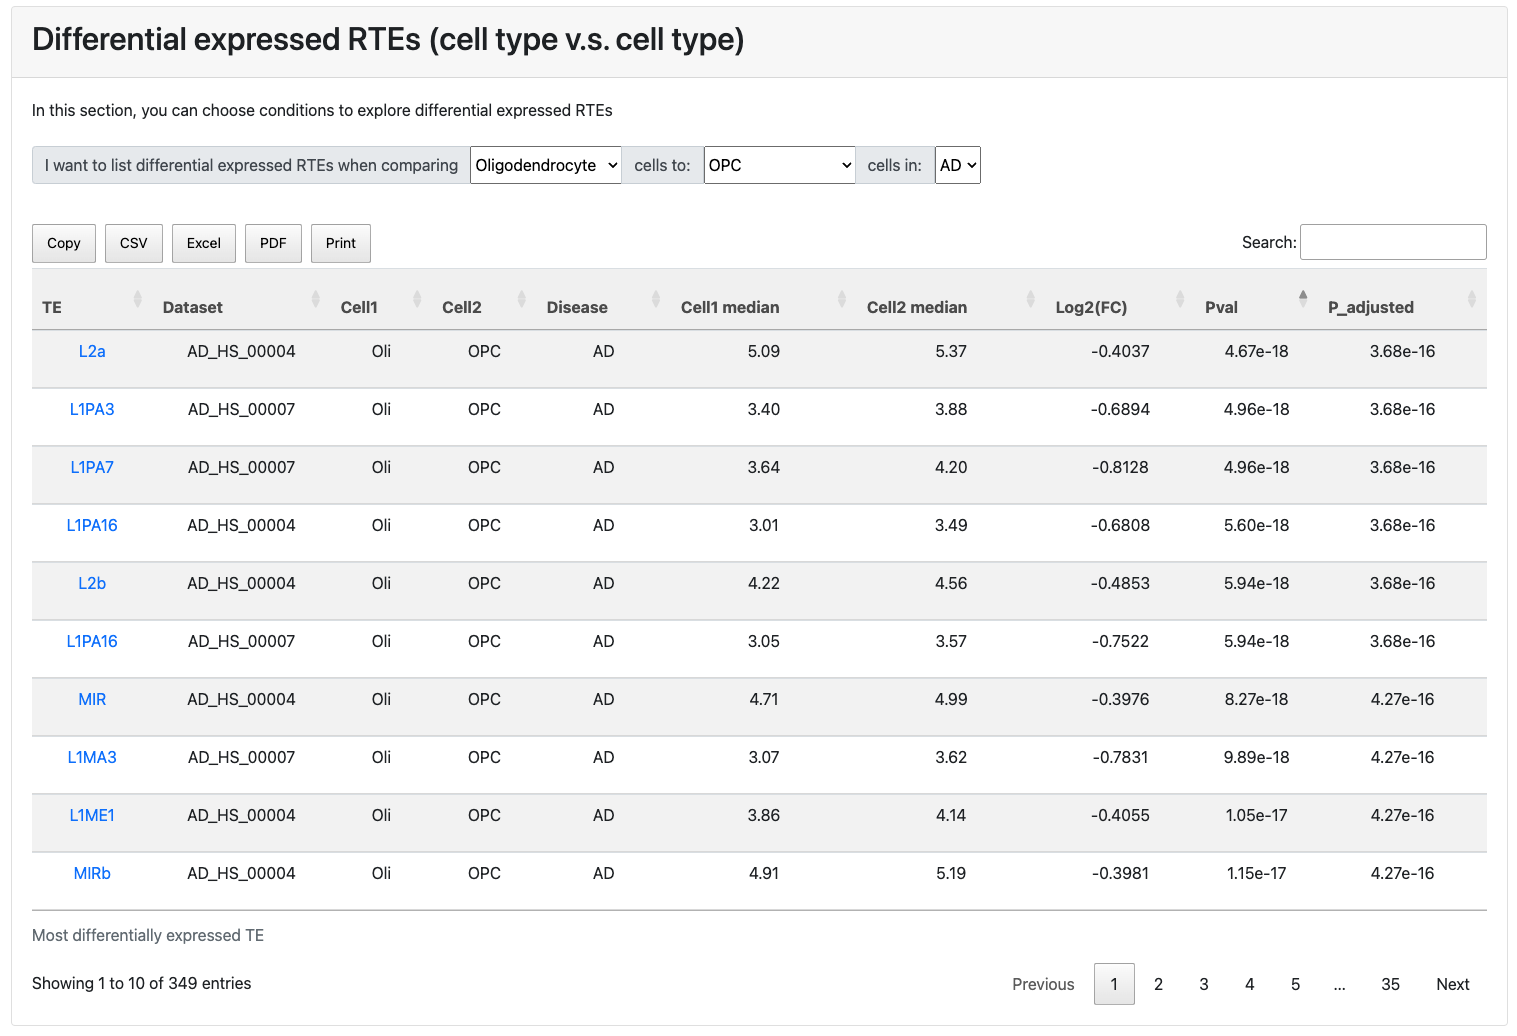 Differential expressed RTEs (cell type v.s. cell type)
In this section, you can choose conditions to explore differential expressed RTEs
I want to list differential expressed RTEs when comparing Oligodendrocyte cells to: OPC cells in: AD
Copy CSV Excel PDF Print Search:
TE Dataset Cell1 Cell2 Disease Cell1 median Cell2 median Log2(FC) Pval P_adjusted
L2a AD_HS_00004 Oli OPC AD 5.09 5.37 -0.4037 4.67e-18 3.68e-16
L1PA3 AD_HS_00007 Oli OPC AD 3.40 3.88 -0.6894 4.96e-18 3.68e-16
L1PA7 AD_HS_00007 Oli OPC AD 3.64 4.20 -0.8128 4.96e-18 3.68e-16
L1PA16 AD_HS_00004 Oli OPC AD 3.01 3.49 -0.6808 5.60e-18 3.68e-16
L2b AD_HS_00004 Oli OPC AD 4.22 4.56 -0.4853 5.94e-18 3.68e-16
L1PA16 AD_HS_00007 Oli OPC AD 3.05 3.57 -0.7522 5.94e-18 3.68e-16
MIR AD_HS_00004 Oli OPC AD 4.71 4.99 -0.3976 8.27e-18 4.27e-16
L1MA3 AD_HS_00007 Oli OPC AD 3.07 3.62 -0.7831 9.89e-18 4.27e-16
L1ME1 AD_HS_00004 Oli OPC AD 3.86 4.14 -0.4055 1.05e-17 4.27e-16
MIRb AD_HS_00004 Oli OPC AD 4.91 5.19 -0.3981 1.15e-17 4.27e-16
Most differentially expressed TE
Showing 1 to 10 of 349 entries Previous 1 2 3 4 5 ... 35 Next